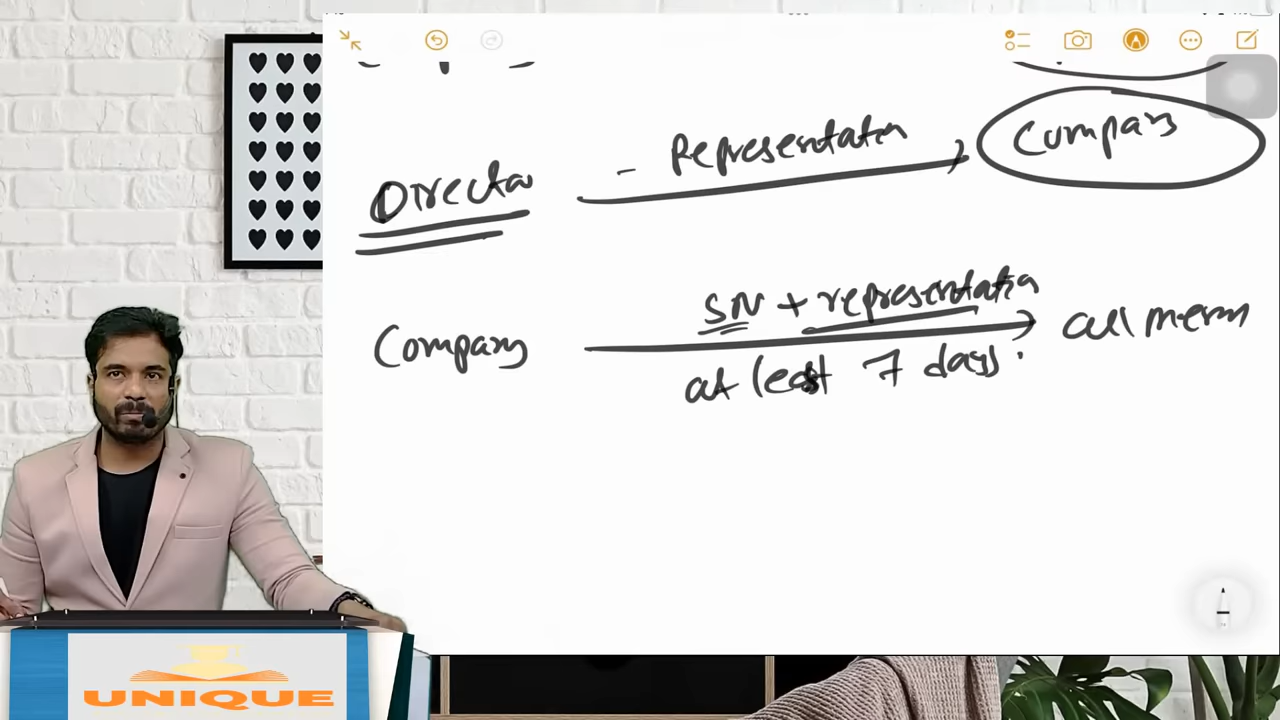 Director - Representation Company
SN + representation
Company all mem
at least 7 days.
UNIQUE